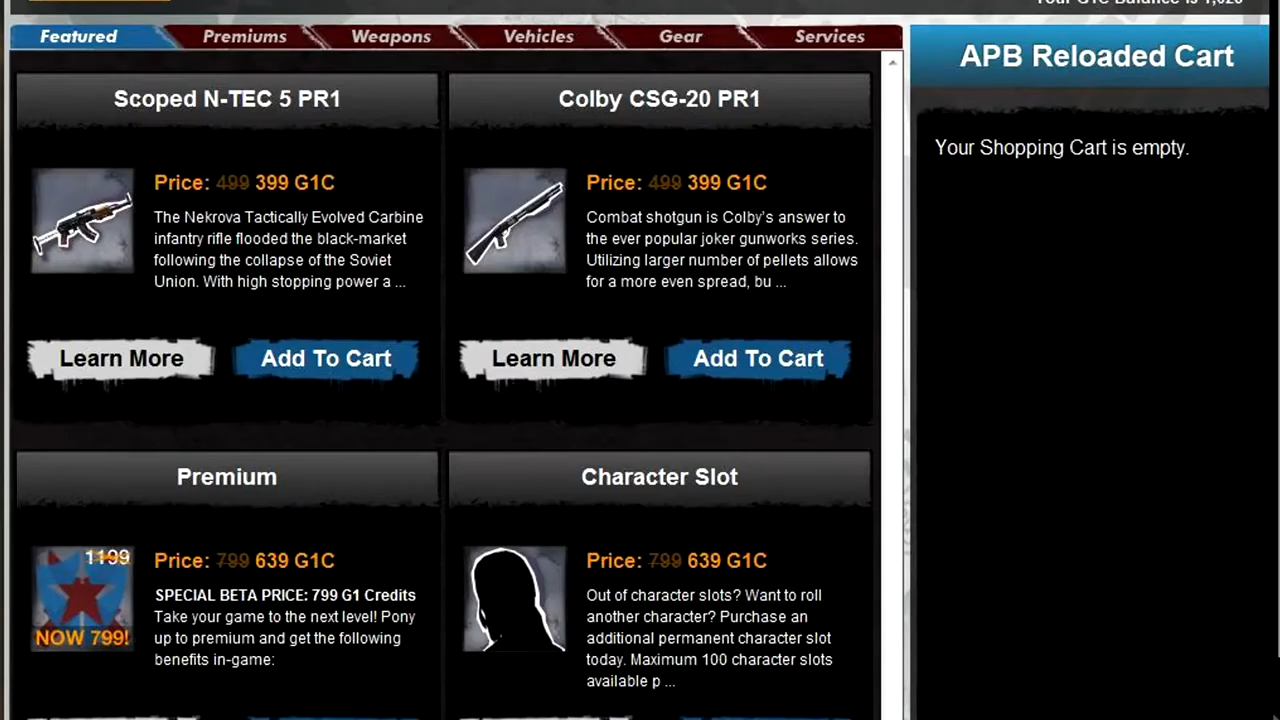 Featured
Premiums
Weapons
Vehicles
Gear
Services
APB Reloaded Cart
Your Shopping Cart is empty.
Scoped N-TEC 5 PR1
Price: 499 399 G1C
The Nekrova Tactically Evolved Carbine
infantry rifle flooded the black-market
following the collapse of the Soviet
Union. With high stopping power a ...
Learn More
Add To Cart
Colby CSG-20 PR1
Price: 499 399 G1C
Combat shotgun is Colby's answer to
the ever popular joker gunworks series.
Utilizing larger number of pellets allows
for a more even spread, bu ...
Learn More
Add To Cart
Premium
1199
NOW 799!
Price: 799 639 G1C
SPECIAL BETA PRICE: 799 G1 Credits
Take your game to the next level! Pony
up to premium and get the following
benefits in-game:
Character Slot
Price: 799 639 G1C
Out of character slots? Want to roll
another character? Purchase an
additional permanent character slot
today. Maximum 100 character slots
available p ...